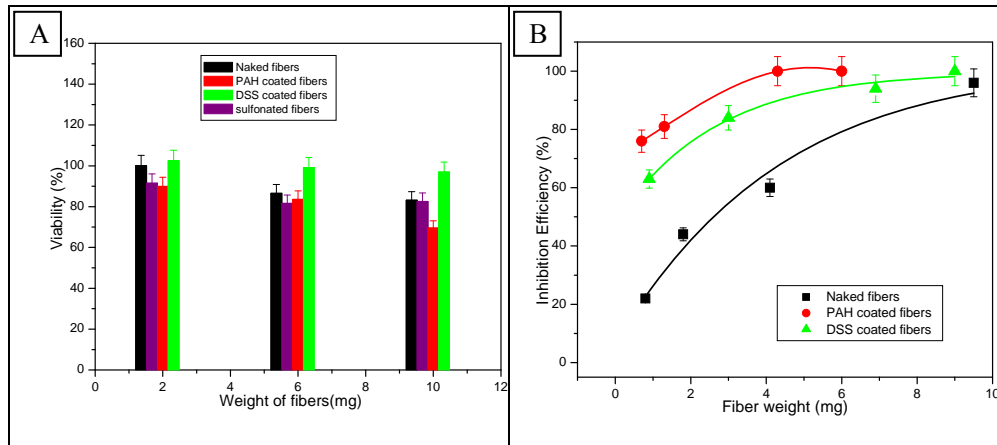 A
160
140
120
100
80
60
40
20
0
Viability (%)
Naked fibers
PAH coated fibers
DSS coated fibers
sulfonated fibers
0 2 4 6 8 10 12
Weight of fibers(mg)
B
100
80
60
40
20
0
Inhibition Efficiency (%)
Naked fibers
PAH coated fibers
DSS coated fibers
0 2 4 6 8 10
Fiber weight (mg)